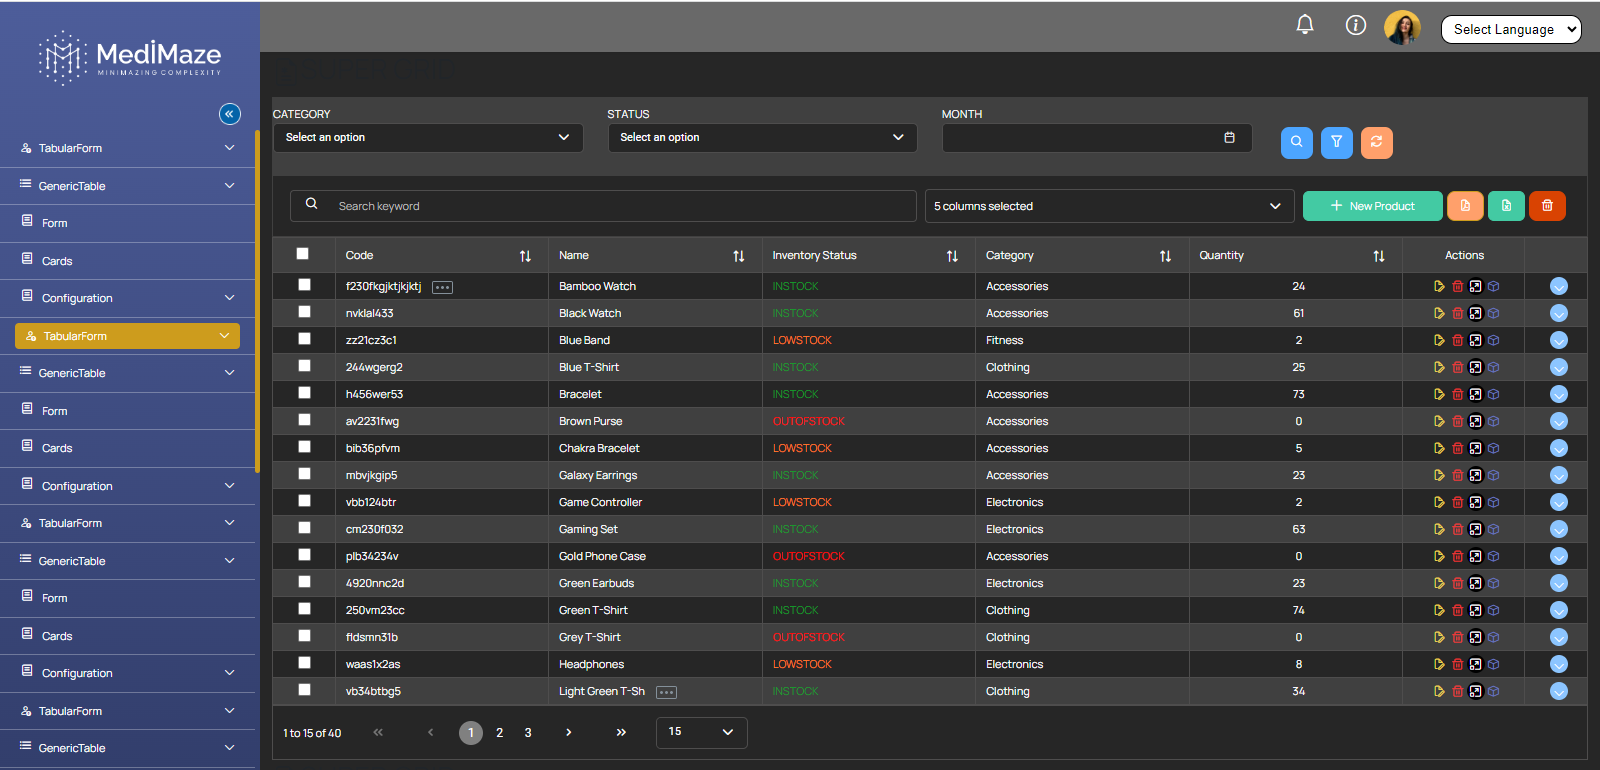 MediMaze
MINIMAZING COMPLEXITY
Select Language
TabularForm
GenericTable
Form
Cards
Configuration
TabularForm
GenericTable
Form
Cards
Configuration
TabularForm
GenericTable
Form
Cards
Configuration
TabularForm
GenericTable
CATEGORY STATUS MONTH
Select an option Select an option
Search keyword 5 columns selected + New Product
Code Name Inventory Status Category Quantity Actions
f230fkgjktjkjktj ... Bamboo Watch INSTOCK Accessories 24
nvklal433 Black Watch INSTOCK Accessories 61
zz21cz3c1 Blue Band LOWSTOCK Fitness 2
244wgerg2 Blue T-Shirt INSTOCK Clothing 25
h456wer53 Bracelet INSTOCK Accessories 73
av2231fwg Brown Purse OUTOFSTOCK Accessories 0
bib36pfvm Chakra Bracelet LOWSTOCK Accessories 5
mbvjkgip5 Galaxy Earrings INSTOCK Accessories 23
vbb124btr Game Controller LOWSTOCK Electronics 2
cm230f032 Gaming Set INSTOCK Electronics 63
plb34234v Gold Phone Case OUTOFSTOCK Accessories 0
4920nnc2d Green Earbuds INSTOCK Electronics 23
250vm23cc Green T-Shirt INSTOCK Clothing 74
fldsmn31b Grey T-Shirt OUTOFSTOCK Clothing 0
waas1x2as Headphones LOWSTOCK Electronics 8
vb34btbg5 Light Green T-Sh ... INSTOCK Clothing 34
1 to 15 of 40 « ‹ 1 2 3 › » 15